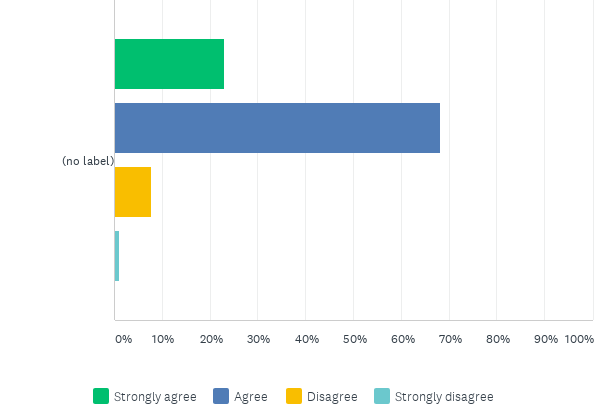 (no label)
0% 10% 20% 30% 40% 50% 60% 70% 80% 90% 100%
Strongly agree Agree Disagree Strongly disagree